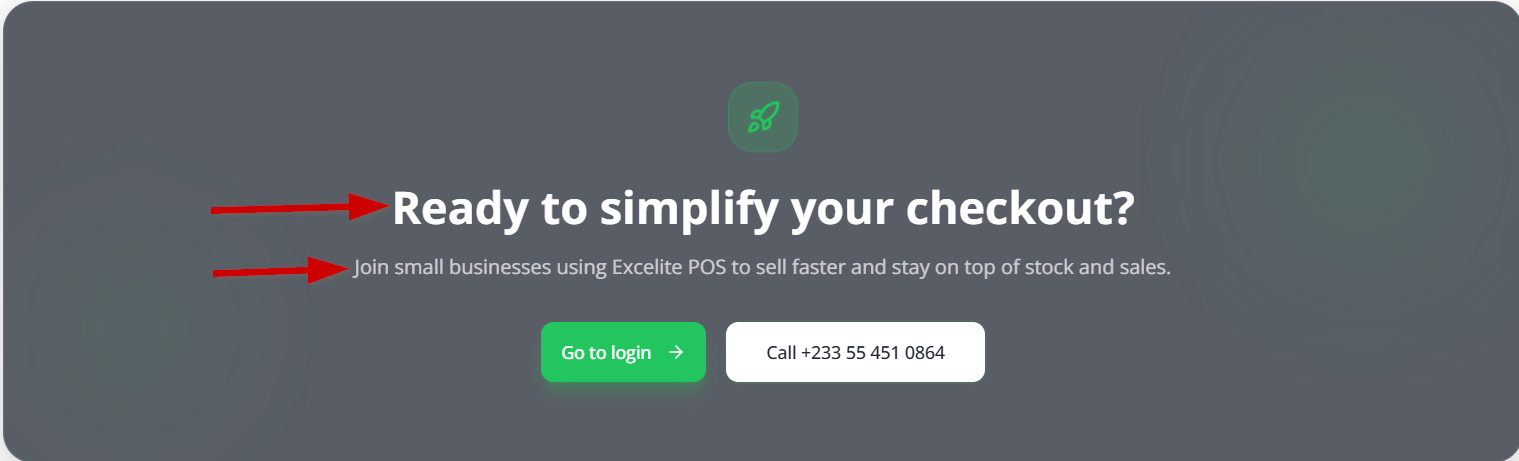 Ready to simplify your checkout?
Join small businesses using Excelite POS to sell faster and stay on top of stock and sales.
Go to login
Call +233 55 451 0864